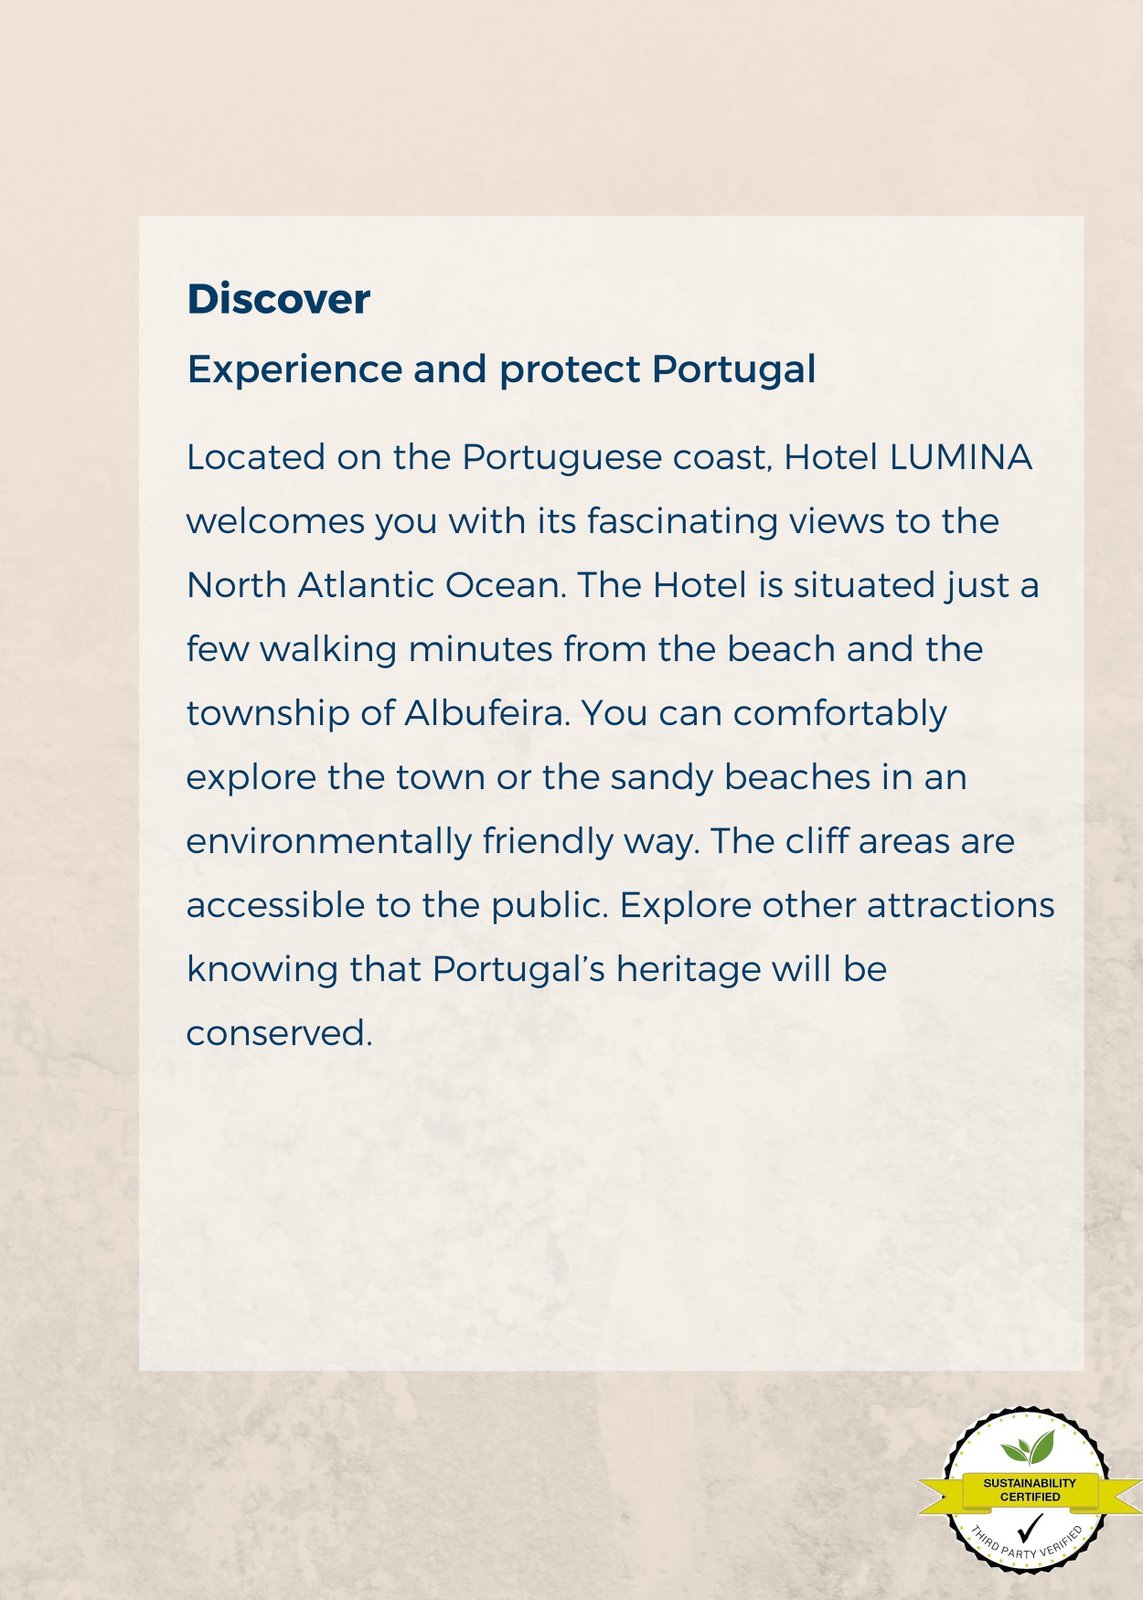 Discover
Experience and protect Portugal
Located on the Portuguese coast, Hotel LUMINA
welcomes you with its fascinating views to the
North Atlantic Ocean. The Hotel is situated just a
few walking minutes from the beach and the
township of Albufeira. You can comfortably
explore the town or the sandy beaches in an
environmentally friendly way. The cliff areas are
accessible to the public. Explore other attractions
knowing that Portugal’s heritage will be
conserved.
SUSTAINABILITY
CERTIFIED
THIRD PARTY VERIFIED